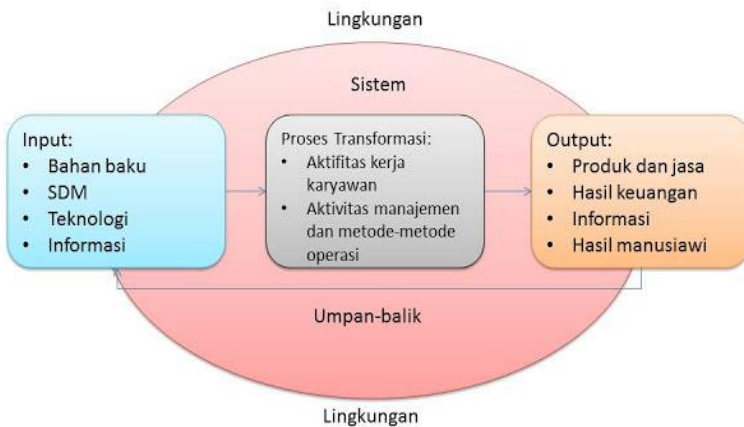 Lingkungan
Sistem
Input:
• Bahan baku
• SDM
• Teknologi
• Informasi
Proses Transformasi:
• Aktifitas kerja
karyawan
• Aktivitas manajemen
dan metode-metode
operasi
Output:
• Produk dan jasa
• Hasil keuangan
• Informasi
• Hasil manusiawi
Umpan-balik
Lingkungan